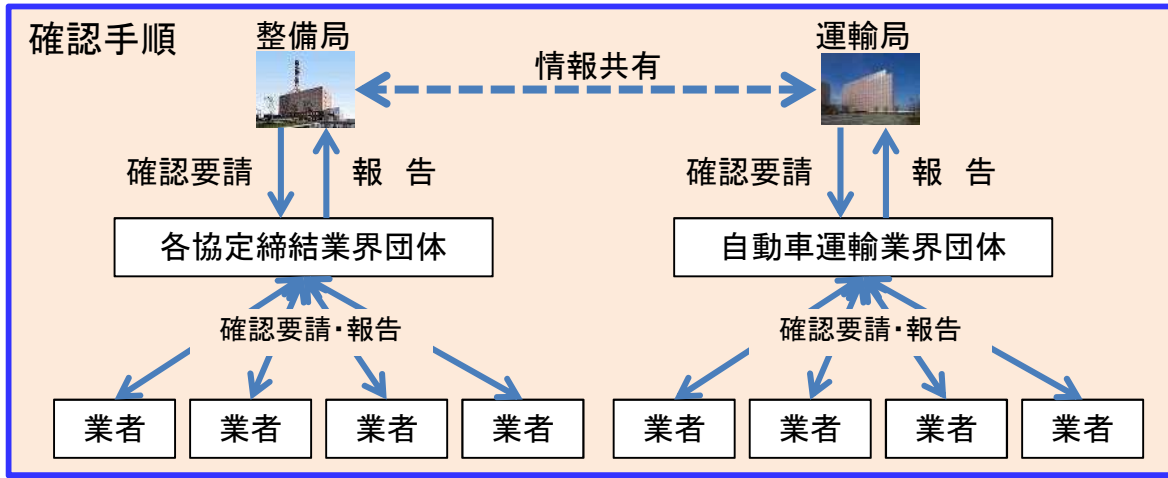 確認手順
整備局
運輸局
情報共有
確認要請
報 告
確認要請
報 告
各協定締結業界団体
自動車運輸業界団体
確認要請・報告
確認要請・報告
業者
業者
業者
業者
業者
業者
業者
業者